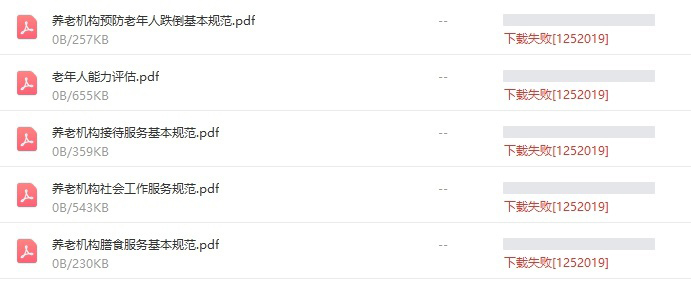 养老机构预防老年人跌倒基本规范.pdf
0B/257KB
--
下载失败[1252019]
老年人能力评估.pdf
0B/655KB
--
下载失败[1252019]
养老机构接待服务基本规范.pdf
0B/359KB
--
下载失败[1252019]
养老机构社会工作服务规范.pdf
0B/543KB
--
下载失败[1252019]
养老机构膳食服务基本规范.pdf
0B/230KB
--
下载失败[1252019]